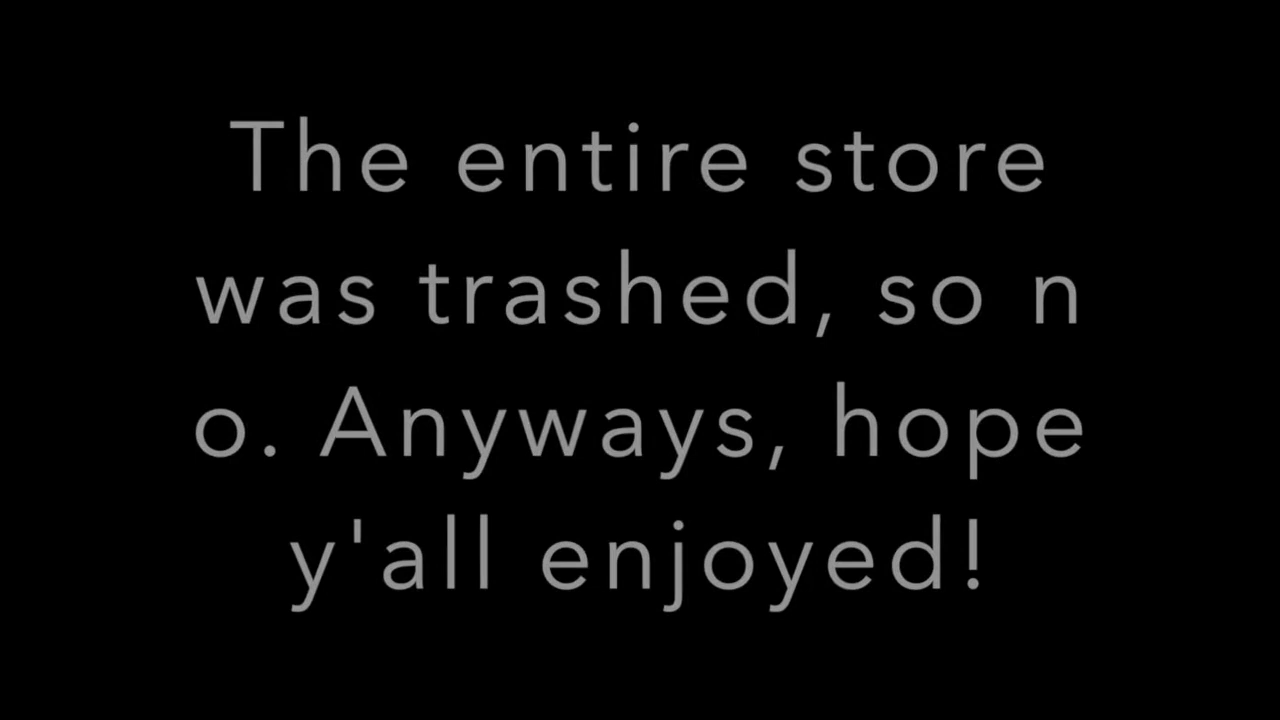 The entire store
was trashed, so n
o. Anyways, hope
y'all enjoyed!